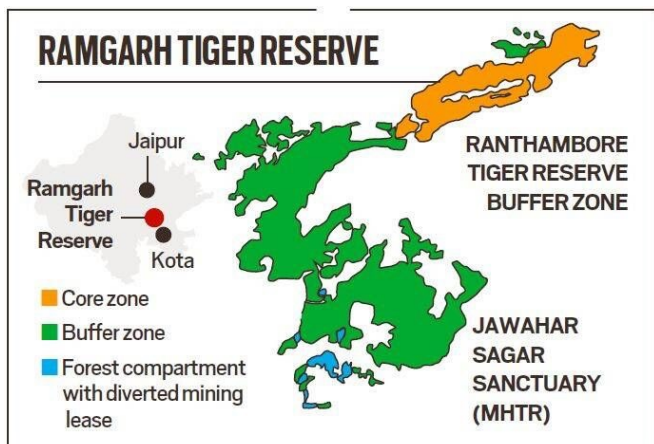 RAMGARH TIGER RESERVE
Jaipur
Ramgarh
Tiger
Reserve
Kota
Core zone
Buffer zone
Forest compartment
with diverted mining
lease
RANTHAMBORE
TIGER RESERVE
BUFFER ZONE
JAWAHAR
SAGAR
SANCTUARY
(MHTR)